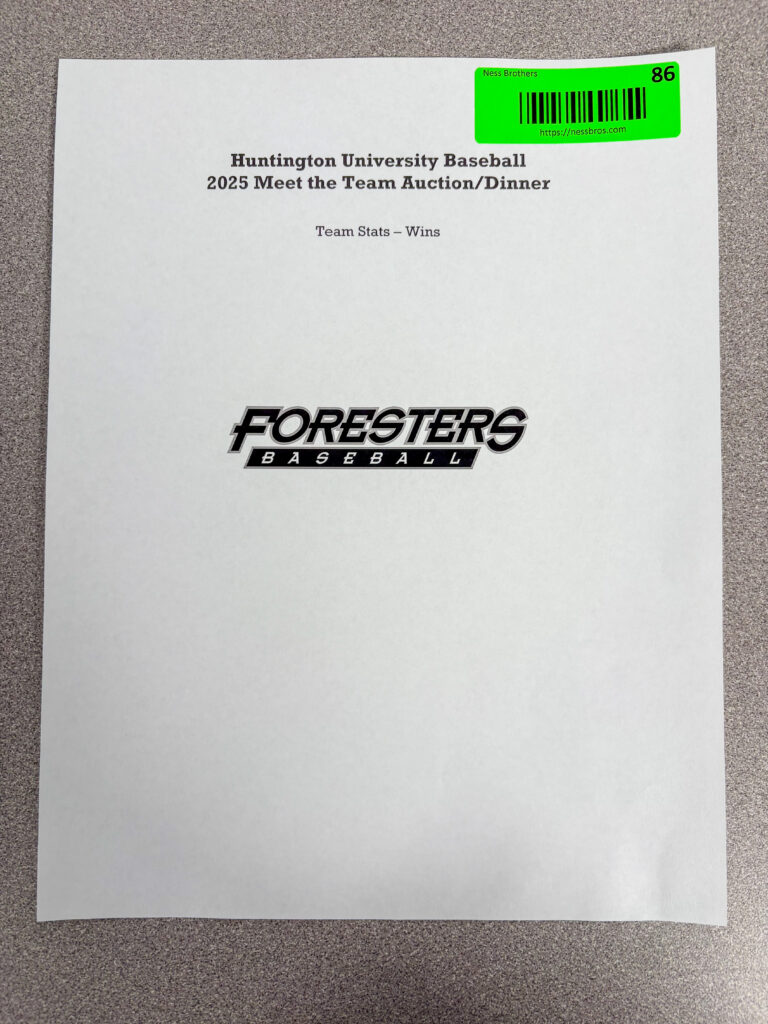 Ness Brothers
86
https://nessbros.com
Huntington University Baseball
2025 Meet the Team Auction/Dinner
Team Stats – Wins
FORESTERS
BASEBALL